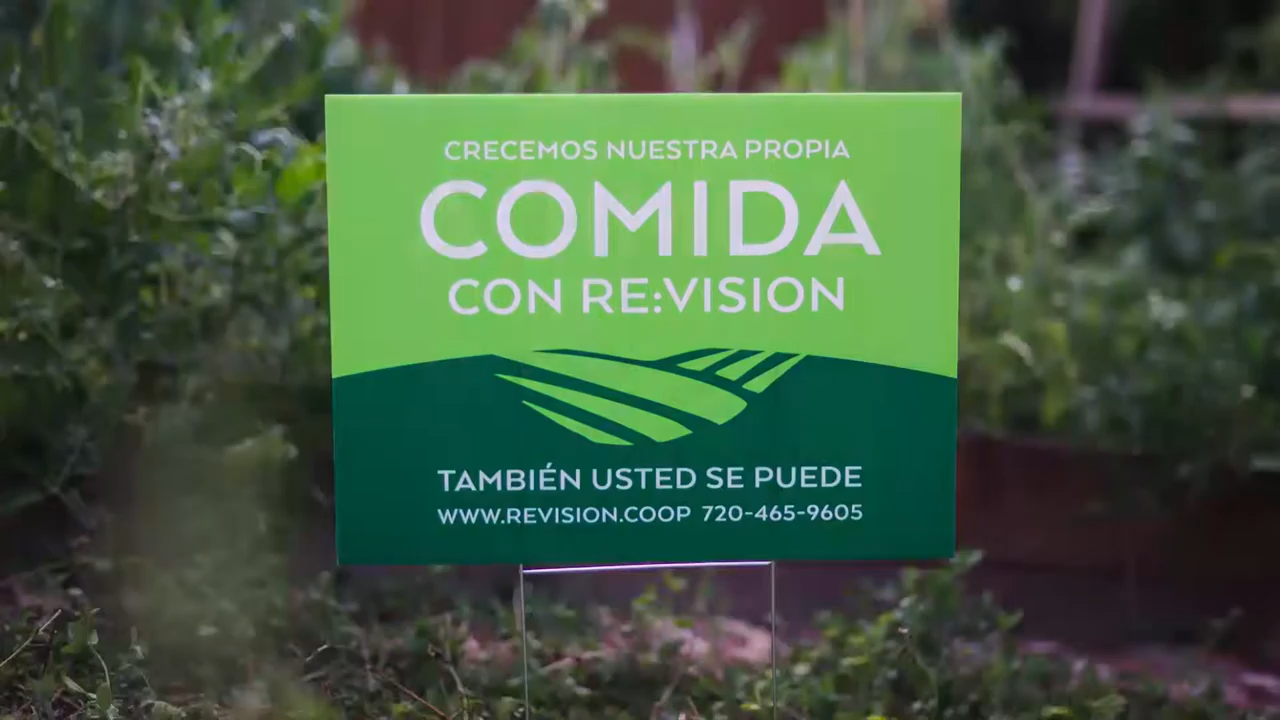 CRECEMOS NUESTRA PROPIA
COMIDA
CON RE:VISION
TAMBIÉN USTED SE PUEDE
WWW.REVISION.COOP 720-465-9605